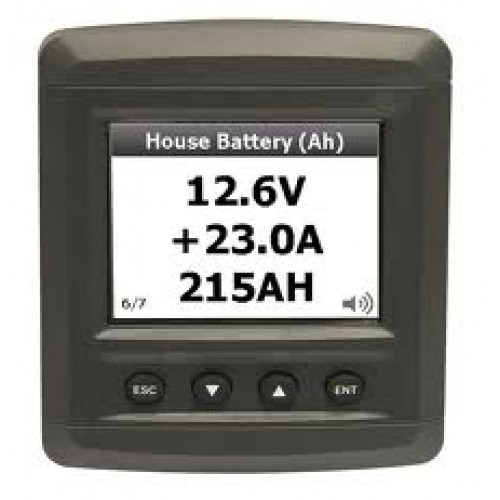 House Battery (Ah)
12.6V
+23.0A
215AH
6/7
ESC
ENT